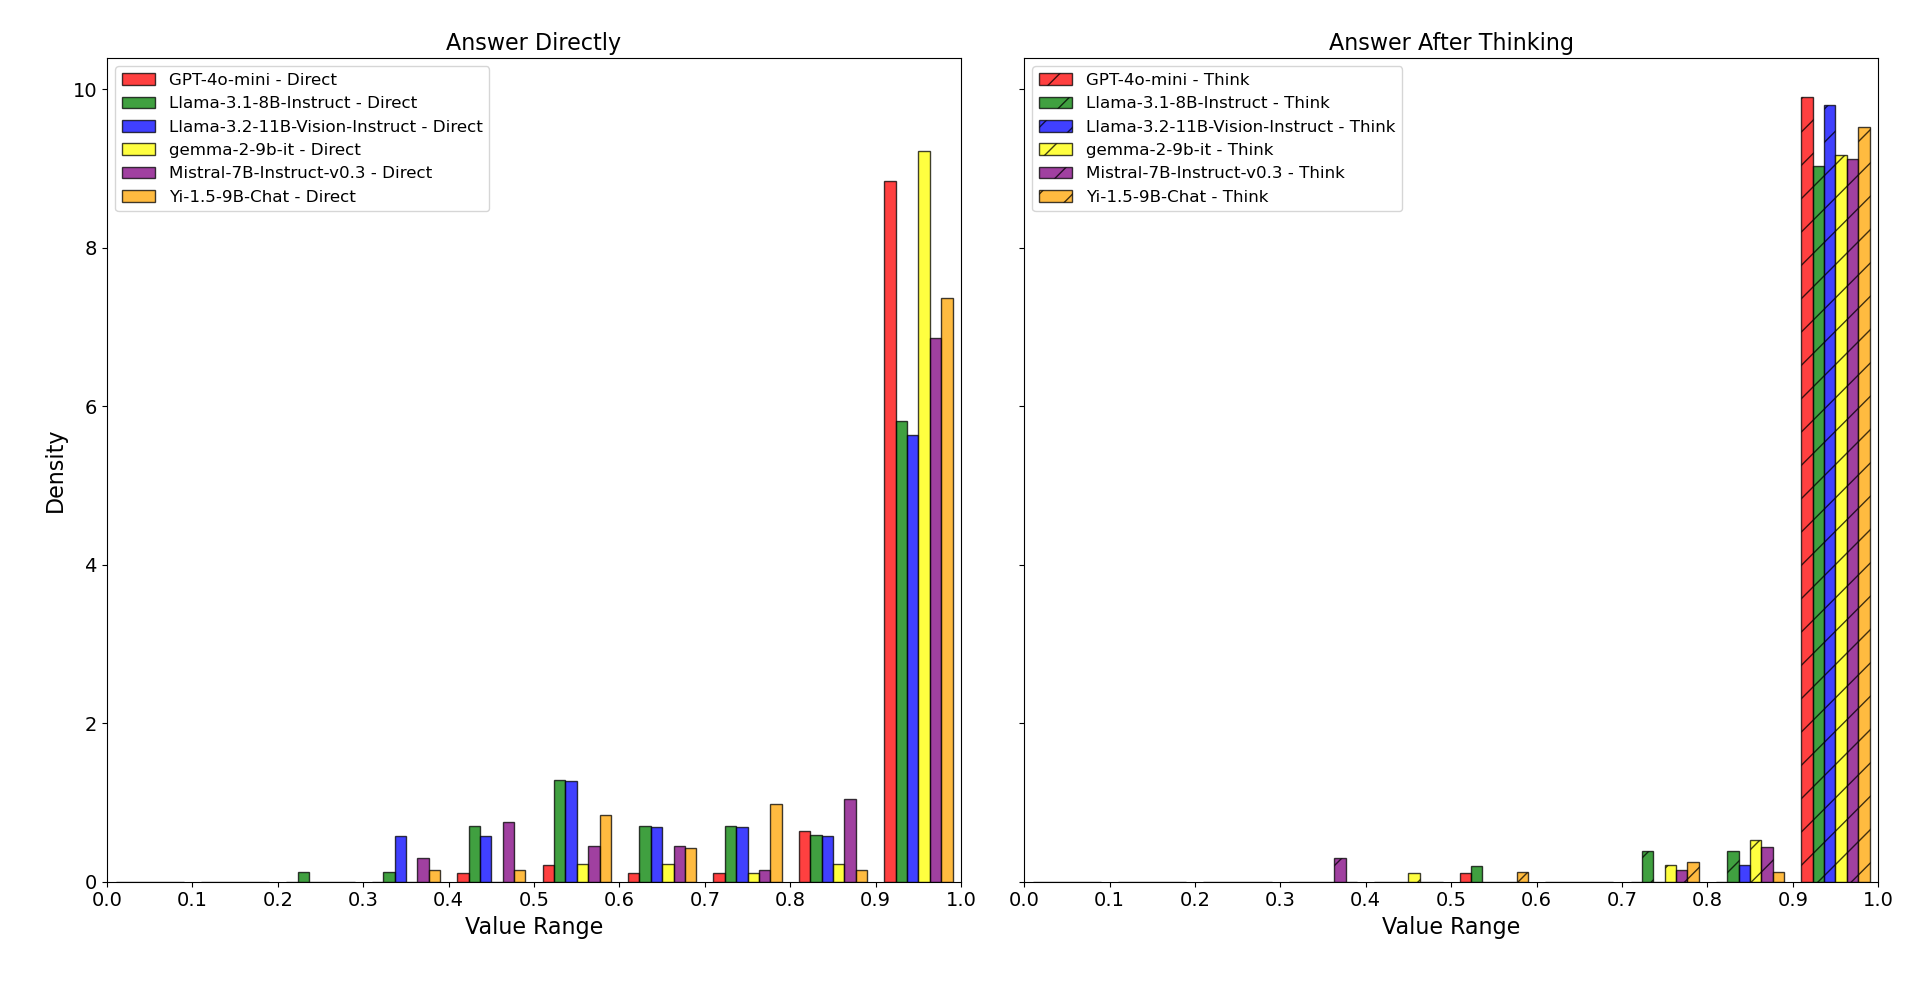 Answer Directly
GPT-4o-mini - Direct
Llama-3.1-8B-Instruct - Direct
Llama-3.2-11B-Vision-Instruct - Direct
gemma-2-9b-it - Direct
Mistral-7B-Instruct-v0.3 - Direct
Yi-1.5-9B-Chat - Direct
10
8
6
4
2
0
Density
0.0 0.1 0.2 0.3 0.4 0.5 0.6 0.7 0.8 0.9 1.0
Value Range
Answer After Thinking
GPT-4o-mini - Think
Llama-3.1-8B-Instruct - Think
Llama-3.2-11B-Vision-Instruct - Think
gemma-2-9b-it - Think
Mistral-7B-Instruct-v0.3 - Think
Yi-1.5-9B-Chat - Think
0.0 0.1 0.2 0.3 0.4 0.5 0.6 0.7 0.8 0.9 1.0
Value Range